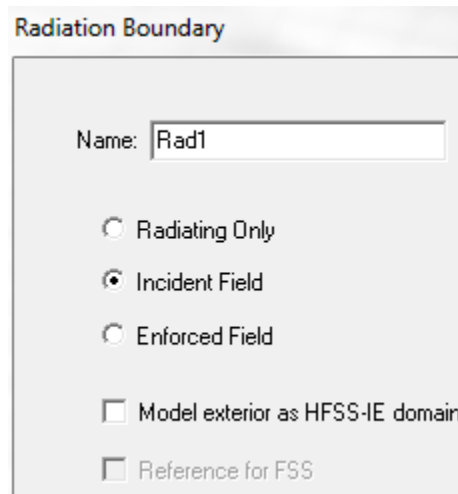 Radiation Boundary
Name: Rad1
Radiating Only
Incident Field
Enforced Field
Model exterior as HFSS-IE domain
Reference for FSS